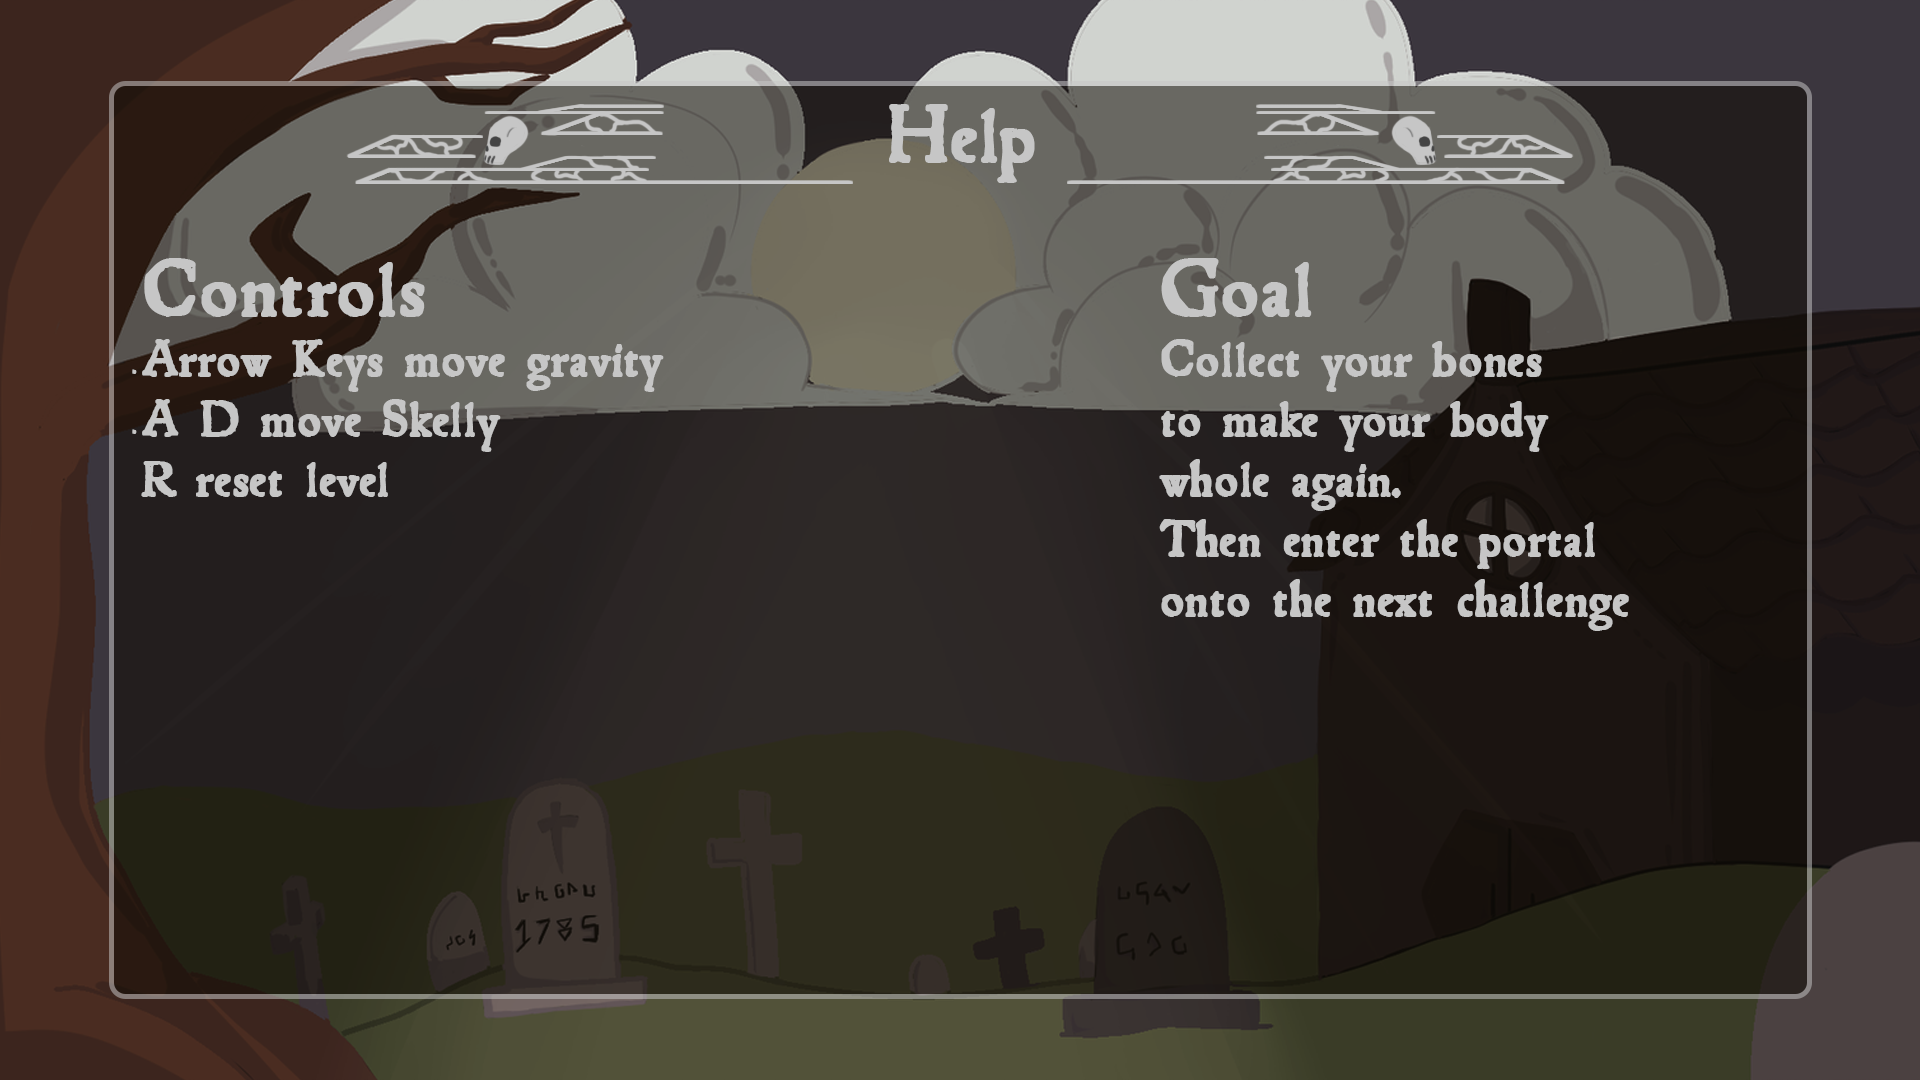 Help
Controls
Arrow Keys move gravity
A D move Skelly
R reset level
Goal
Collect your bones
to make your body
whole again.
Then enter the portal
onto the next challenge
1785